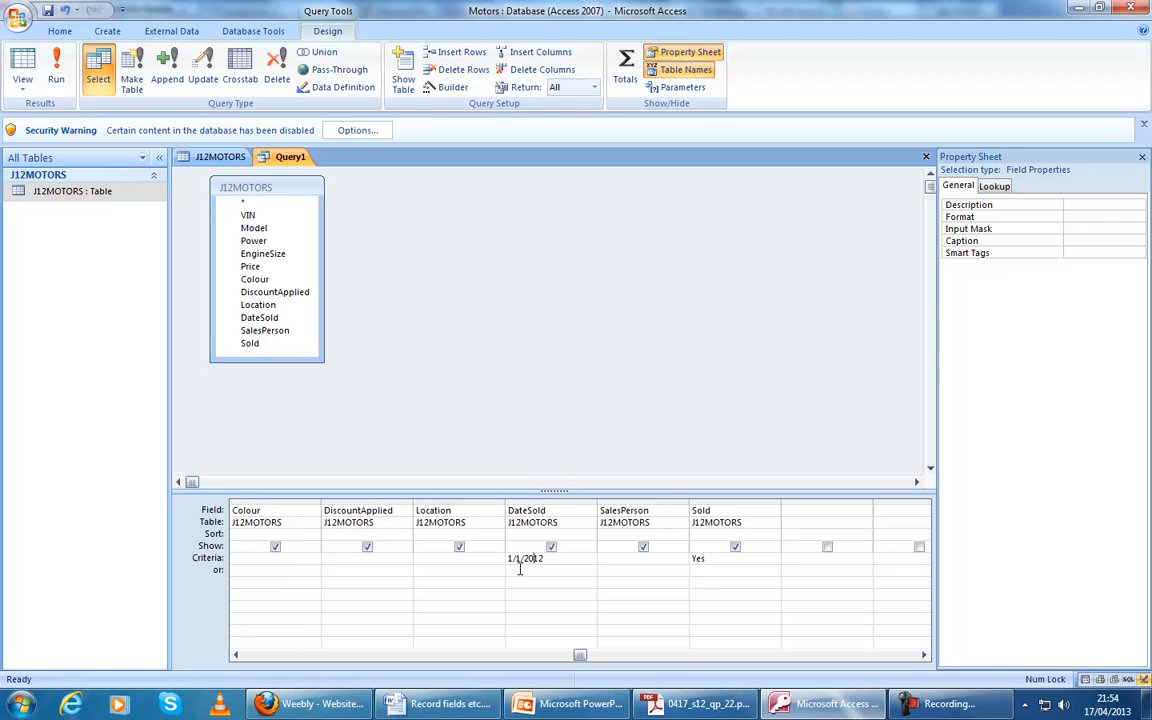 Query Tools
Motors : Database (Access 2007) - Microsoft Access
Home
Create
External Data
Database Tools
Design
View
Run
Select
Make Table
Append
Update
Crosstab
Delete
Union
Pass-Through
Data Definition
Show Table
Insert Rows
Delete Rows
Builder
Insert Columns
Delete Columns
Return: All
Totals
Property Sheet
Table Names
Parameters
Results
Query Type
Query Setup
Show/Hide
Security Warning Certain content in the database has been disabled Options...
All Tables
J12MOTORS
J12MOTORS : Table
J12MOTORS
Query1
J12MOTORS
*
VIN
Model
Power
EngineSize
Price
Colour
DiscountApplied
Location
DateSold
SalesPerson
Sold
Property Sheet
Selection type: Field Properties
General Lookup
Description
Format
Input Mask
Caption
Smart Tags
Field: Colour DiscountApplied Location DateSold SalesPerson Sold
Table: J12MOTORS J12MOTORS J12MOTORS J12MOTORS J12MOTORS J12MOTORS
Sort:
Show:
Criteria: 1/1/2012 Yes
or:
Ready
Num Lock
SQL
Weebly - Website...
Record fields etc....
Microsoft PowerP...
0417_s12_qp_22.p...
Microsoft Access ...
Recording...
21:54
17/04/2013